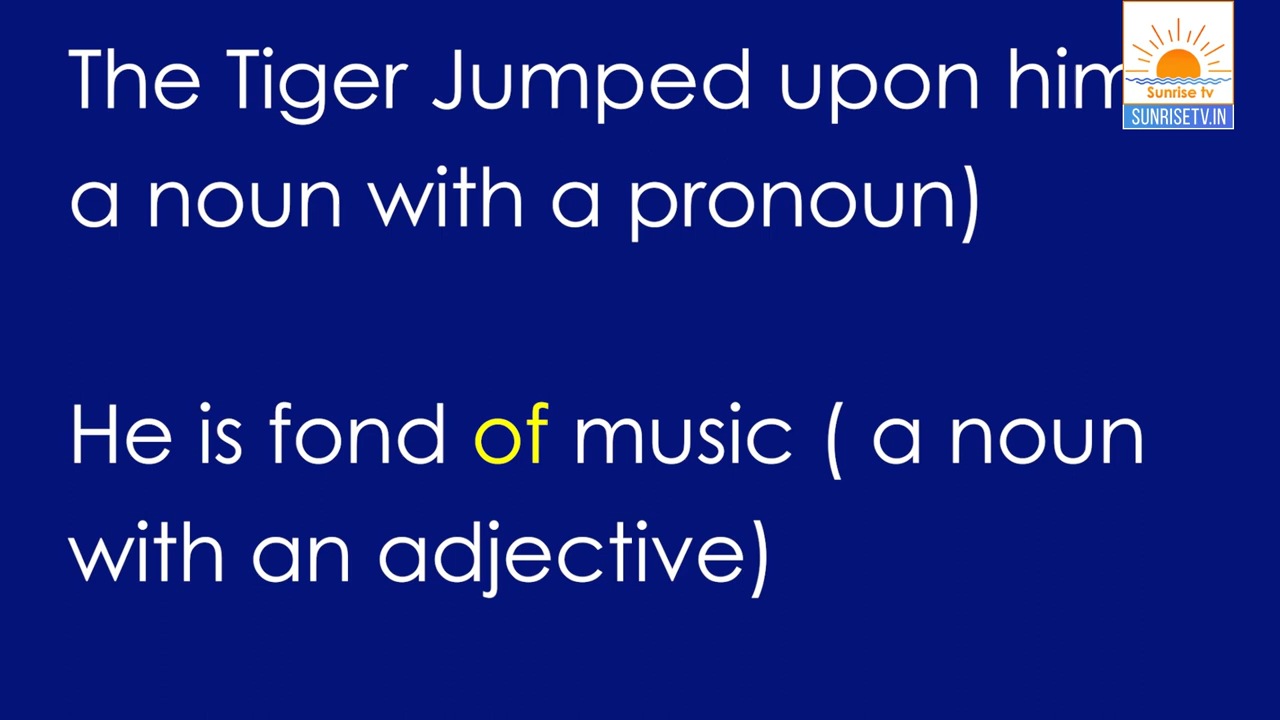 The Tiger Jumped upon him
a noun with a pronoun)
He is fond of music ( a noun
with an adjective)
Sunrise tv
SUNRISETV.IN